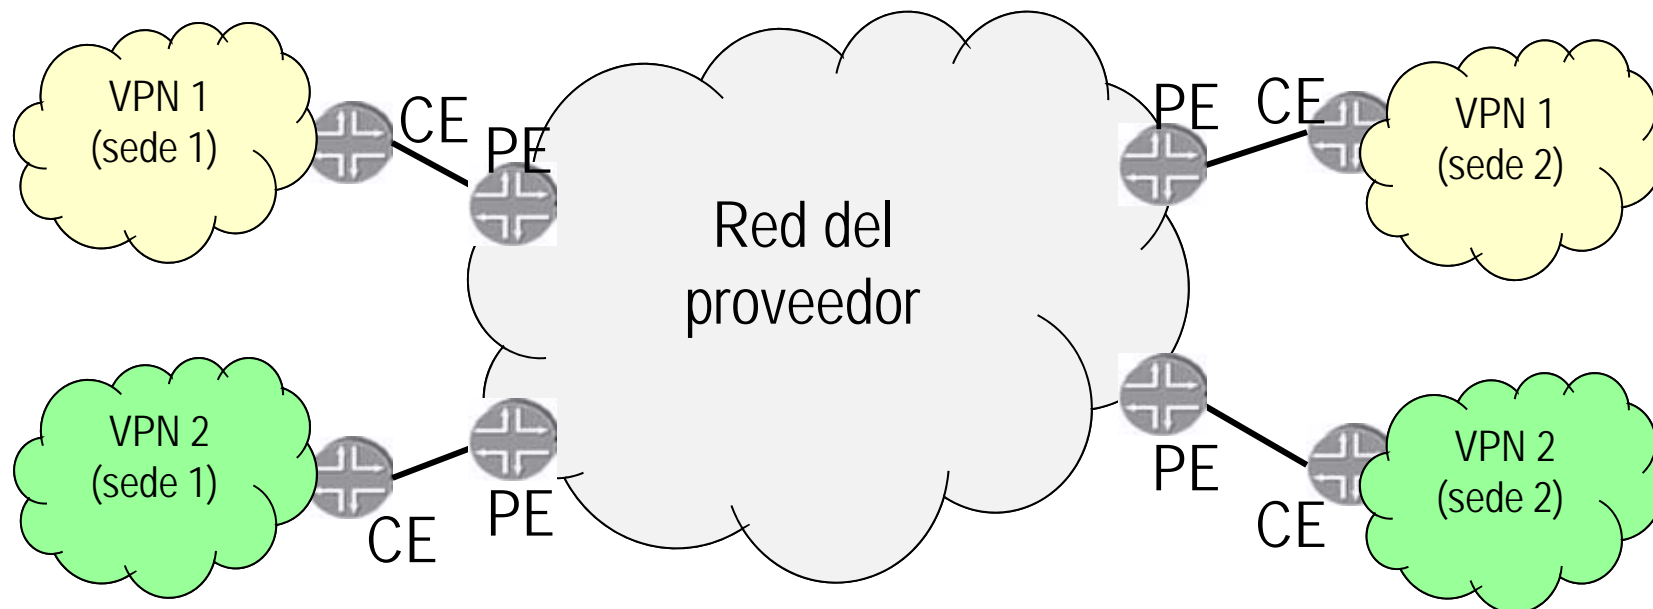 VPN 1
(sede 1)
CE
PE
Red del
proveedor
PE
CE
VPN 1
(sede 2)
VPN 2
(sede 1)
CE
PE
PE
CE
VPN 2
(sede 2)